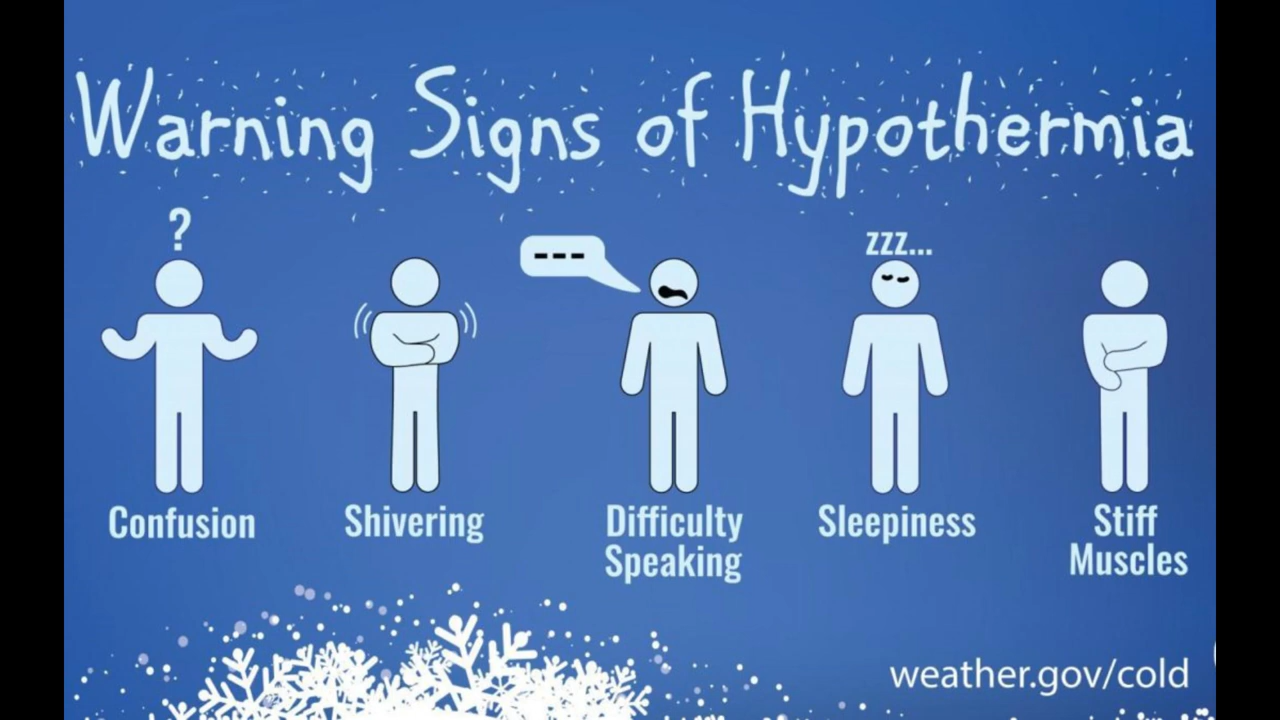 Warning Signs of Hypothermia
?
---
zzz...
Confusion
Shivering
Difficulty
Speaking
Sleepiness
Stiff
Muscles
weather.gov/cold